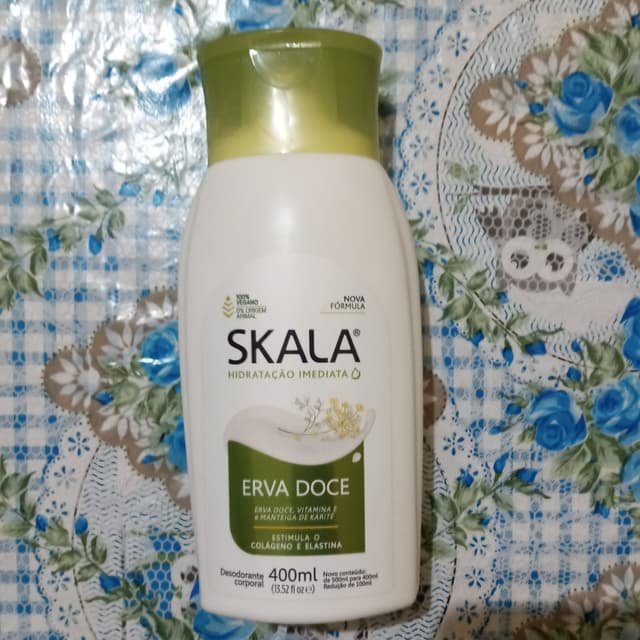 100%
VEGANO
0% ORIGEM
ANIMAL
NOVA
FÓRMULA
SKALA®
HIDRATAÇÃO IMEDIATA
ERVA DOCE
ERVA DOCE, VITAMINA E
E MANTEIGA DE KARITÉ
ESTIMULA O
COLÁGENO E ELASTINA
Desodorante
corporal
400ml
(13.52 fl oz℮)
Novo conteúdo:
de 500ml para 400ml
Redução de 100ml